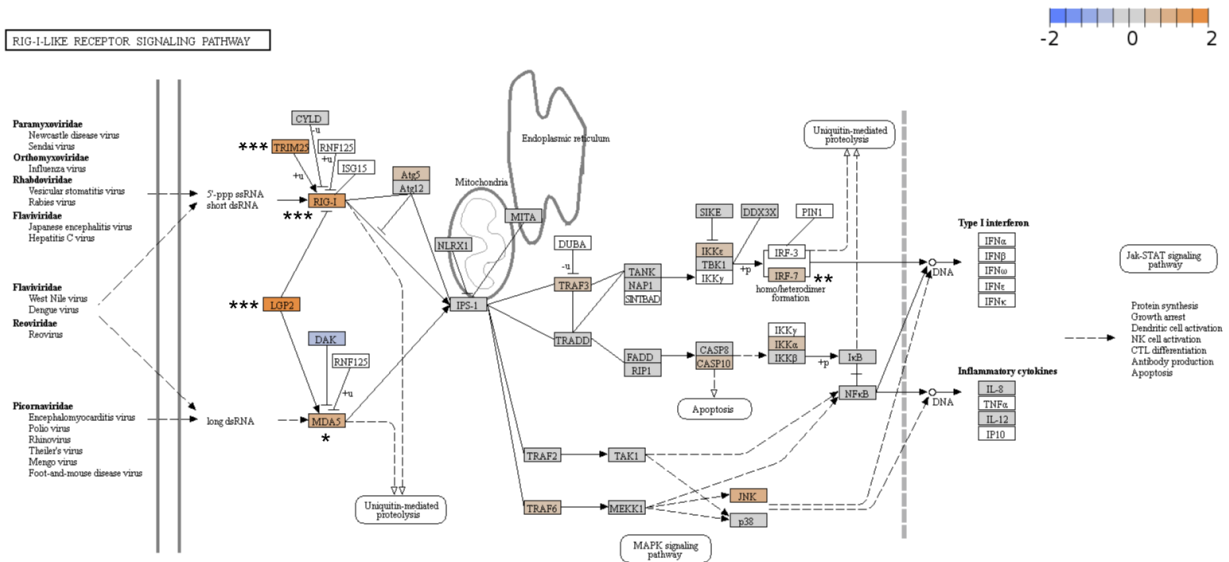 -2 0 2
RIG-I-LIKE RECEPTOR SIGNALING PATHWAY
Paramyxoviridae
Newcastle disease virus
Sendai virus
Orthomyxoviridae
Influenza virus
Rhabdoviridae
Vesicular stomatitis virus
Rabies virus
Flaviviridae
Japanese encephalitis virus
Hepatitis C virus
Flaviviridae
West Nile virus
Dengue virus
Reoviridae
Reovirus
Picornaviridae
Encephalomyocarditis virus
Polio virus
Rhinovirus
Theiler's virus
Mengo virus
Foot-and-mouse disease virus
5'-ppp ssRNA
short dsRNA
long dsRNA
CYLD
-u
*** TRIM25
RNF125
+u
+u
ISG15
RIG-I
***
Atg5
Atg12
*** LGP2
DAK
RNF125
+u
MDA5
*
Uniquitin-mediated
proteolysis
Endoplasmic reticulum
Mitochondria
MITA
NLRX1
IPS-1
DUBA
-u
TRAF3
TRADD
TANK
NAP1
SINTBAD
FADD
RIP1
TRAF2
TAK1
TRAF6
MEKK1
SIKE
DDX3X
PIN1
IKKε
TBK1
IKKγ
+p
IRF-3
IRF-7 **
homo/heterodimer
formation
Uniquitin-mediated
proteolysis
CASP8
CASP10
Apoptosis
IKKγ
IKKα
IKKβ
+p
IκB
NFκB
JNK
p38
MAPK signaling
pathway
DNA
DNA
Type I interferon
IFNα
IFNβ
IFNω
IFNε
IFNκ
Inflammatory cytokines
IL-8
TNFα
IL-12
IP10
Jak-STAT signaling
pathway
Protein synthesis
Growth arrest
Dendritic cell activation
NK cell activation
CTL differentiation
Antibody production
Apoptosis